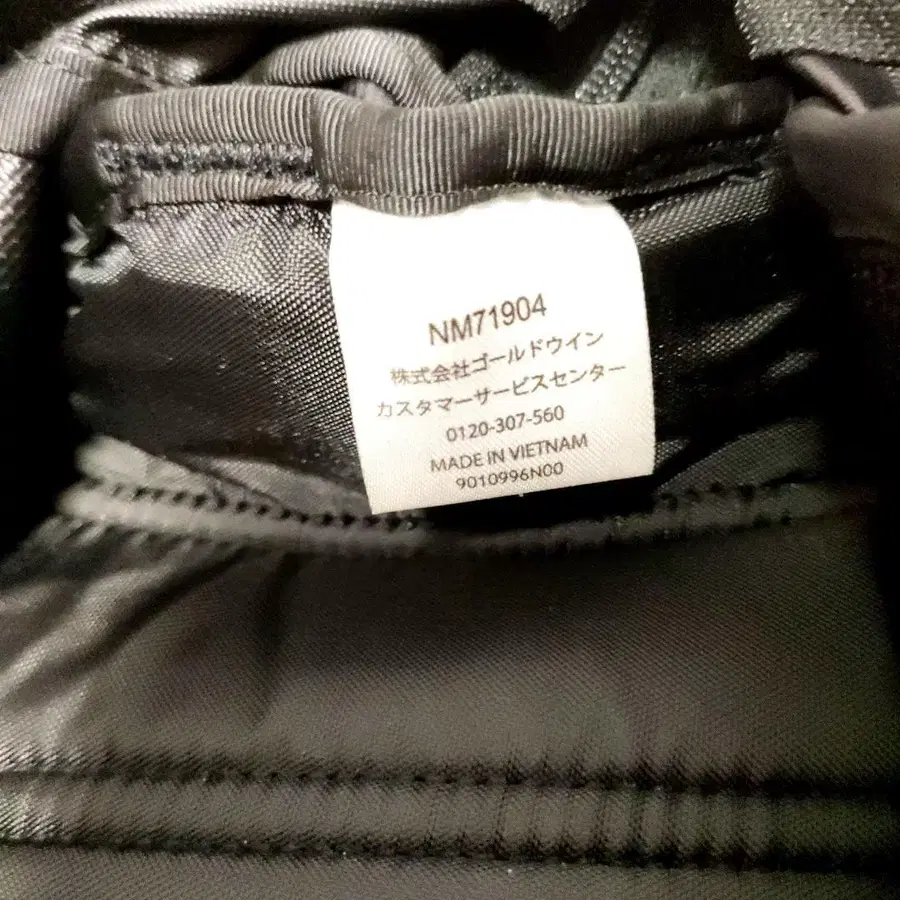 NM71904
株式会社ゴールドウイン
カスタマーサービスセンター
0120-307-560
MADE IN VIETNAM
9010996N00